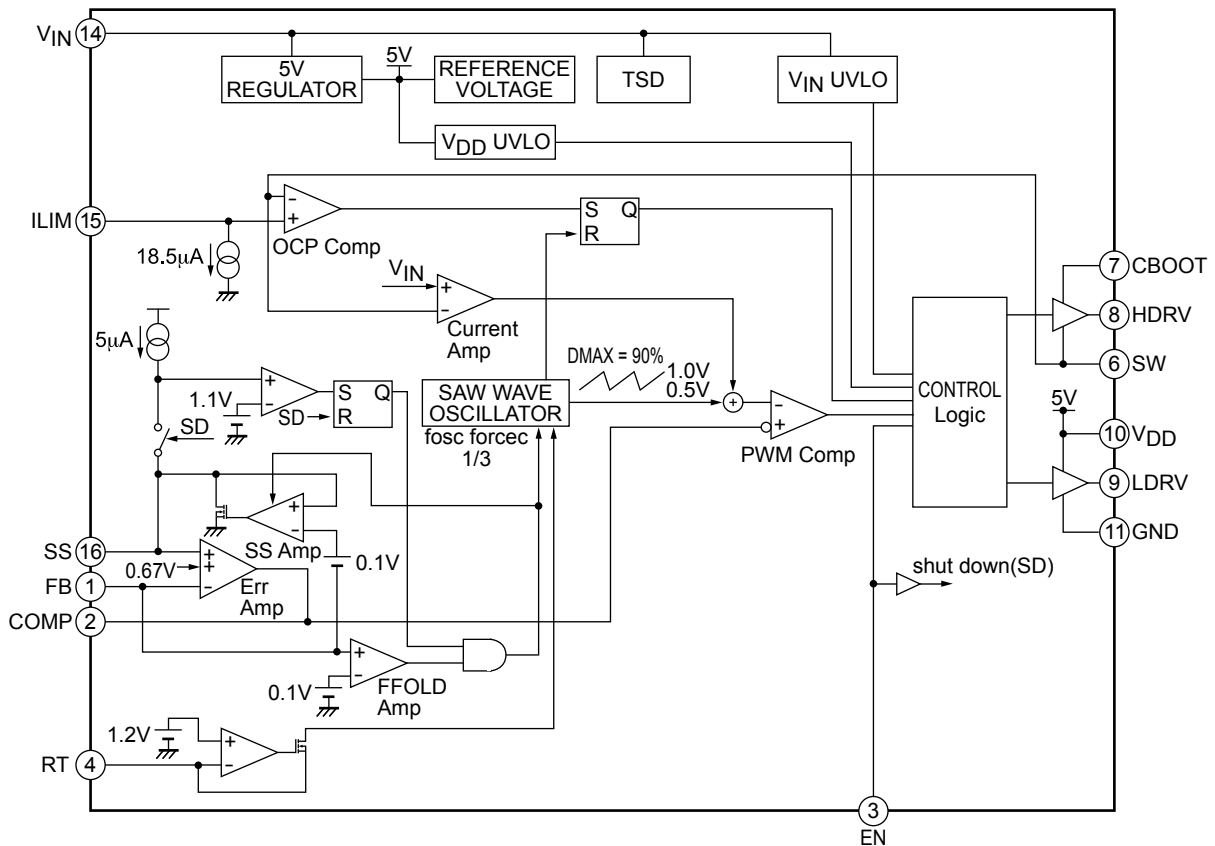 VIN 14
5V
REGULATOR
5V
REFERENCE
VOLTAGE
TSD
VIN UVLO
VDD UVLO
ILIM 15
18.5μA
-
+
OCP Comp
S Q
R
VIN
+
-
Current
Amp
5μA
1.1V
+
-
S Q
SD R
SD
DMAX = 90%
1.0V
0.5V
SAW WAVE
OSCILLATOR
fosc forcec
1/3
+
-
+
PWM Comp
CONTROL
Logic
7 CBOOT
8 HDRV
6 SW
5V
10 VDD
9 LDRV
11 GND
+
-
SS Amp
0.1V
SS 16
0.67V
+
+
-
Err
Amp
FB 1
COMP 2
shut down(SD)
+
-
0.1V
FFOLD
Amp
1.2V
+
-
RT 4
3
EN